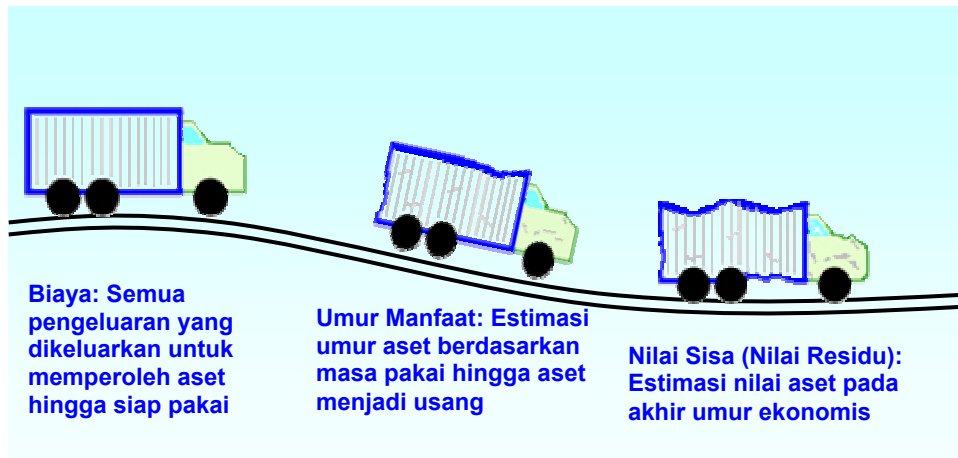 Biaya: Semua
pengeluaran yang
dikeluarkan untuk
memperoleh aset
hingga siap pakai
Umur Manfaat: Estimasi
umur aset berdasarkan
masa pakai hingga aset
menjadi usang
Nilai Sisa (Nilai Residu):
Estimasi nilai aset pada
akhir umur ekonomis